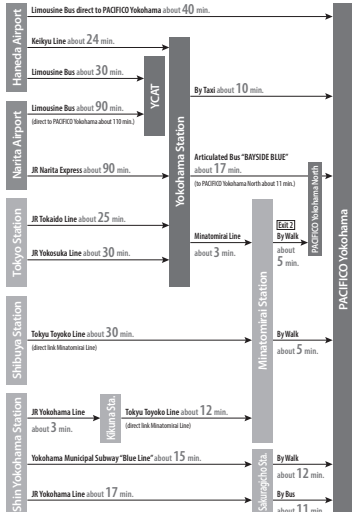 Haneda Airport
Limousine Bus direct to PACIFICO Yokohama about 40 min.
Keikyu Line about 24 min.
Limousine Bus about 30 min.
YCAT
Narita Airport
Limousine Bus about 90 min.
(direct to PACIFICO Yokohama about 110 min.)
JR Narita Express about 90 min.
Yokohama Station
By Taxi about 10 min.
Articulated Bus "BAYSIDE BLUE"
about 17 min.
(to PACIFICO Yokohama North about 11 min.)
PACIFICO Yokohama North
Tokyo Station
JR Tokaido Line about 25 min.
JR Yokosuka Line about 30 min.
Minatomirai Line
about 3 min.
Minatomirai Station
Exit 2
By Walk
about
5 min.
PACIFICO Yokohama
Shibuya Station
Tokyu Toyoko Line about 30 min.
(direct link Minatomirai Line)
By Walk
about 5 min.
Shin Yokohama Station
JR Yokohama Line
about 3 min.
Kikuna Sta.
Tokyu Toyoko Line about 12 min.
(direct link Minatomirai Line)
Yokohama Municipal Subway "Blue Line" about 15 min.
Sakuragicho Sta.
By Walk
about 12 min.
JR Yokohama Line about 17 min.
By Bus
about 11 min.